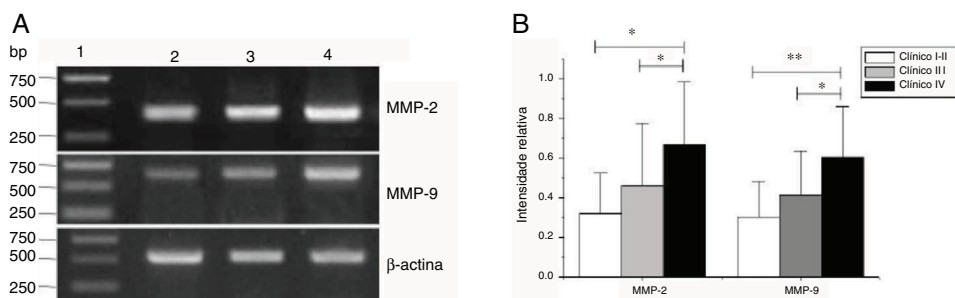 A
bp
1
2
3
4
750
500
250
MMP-2
750
500
250
MMP-9
750
500
250
β-actina
B
*
*
**
*
Clínico I-II
Clínico III
Clínico IV
Intensidade relativa
1.0
0.8
0.6
0.4
0.2
0.0
MMP-2
MMP-9